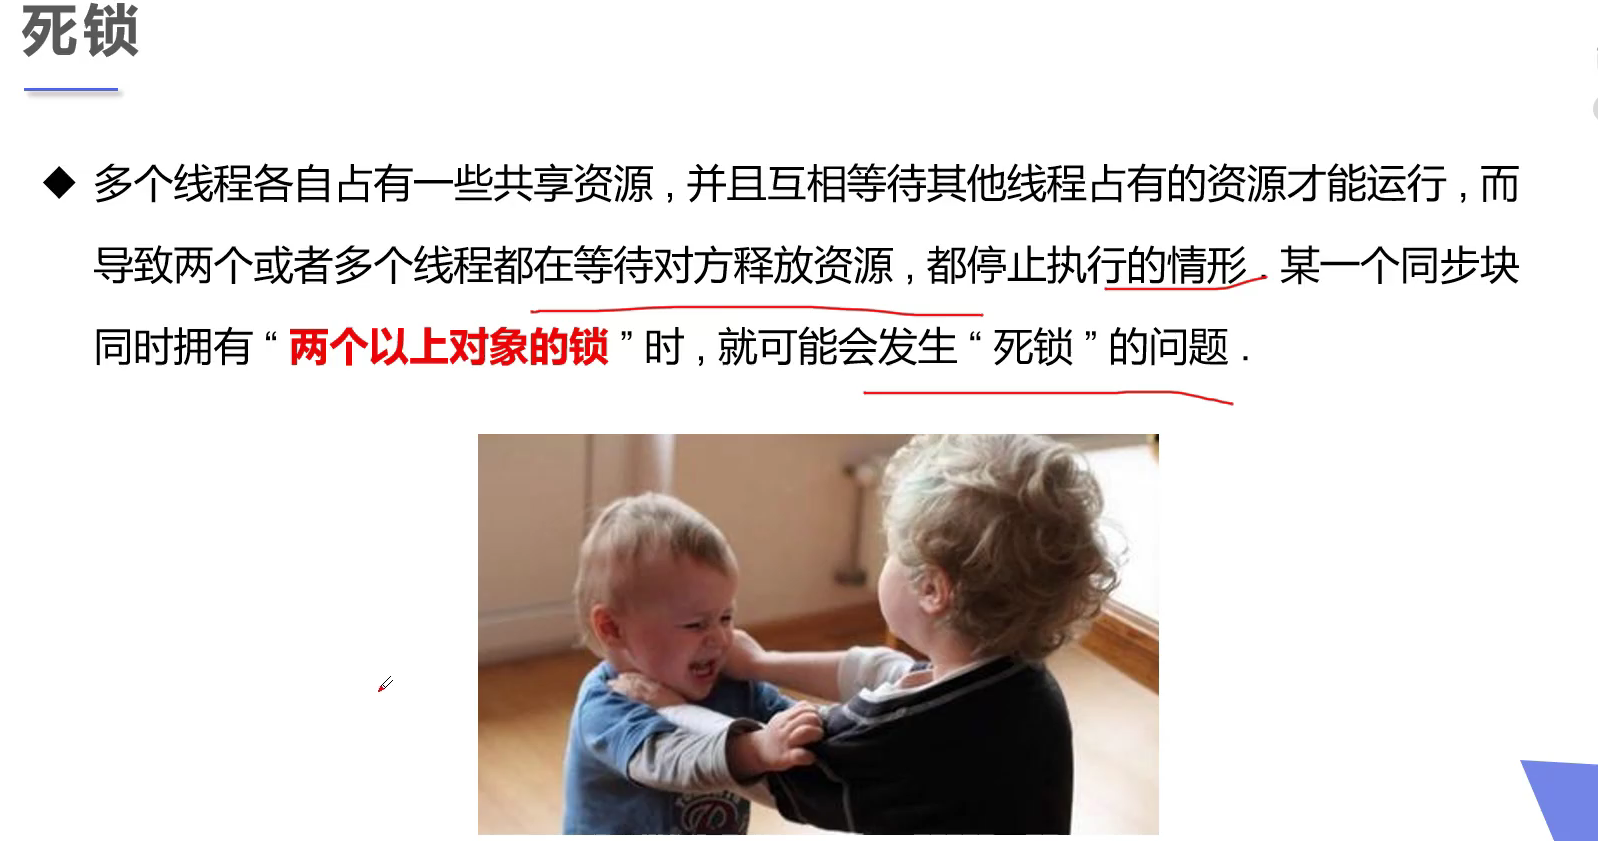 死锁
◆ 多个线程各自占有一些共享资源 , 并且互相等待其他线程占有的资源才能运行 , 而
导致两个或者多个线程都在等待对方释放资源 , 都停止执行的情形 . 某一个同步块
同时拥有 “ 两个以上对象的锁 ” 时 , 就可能会发生 “ 死锁 ” 的问题 .